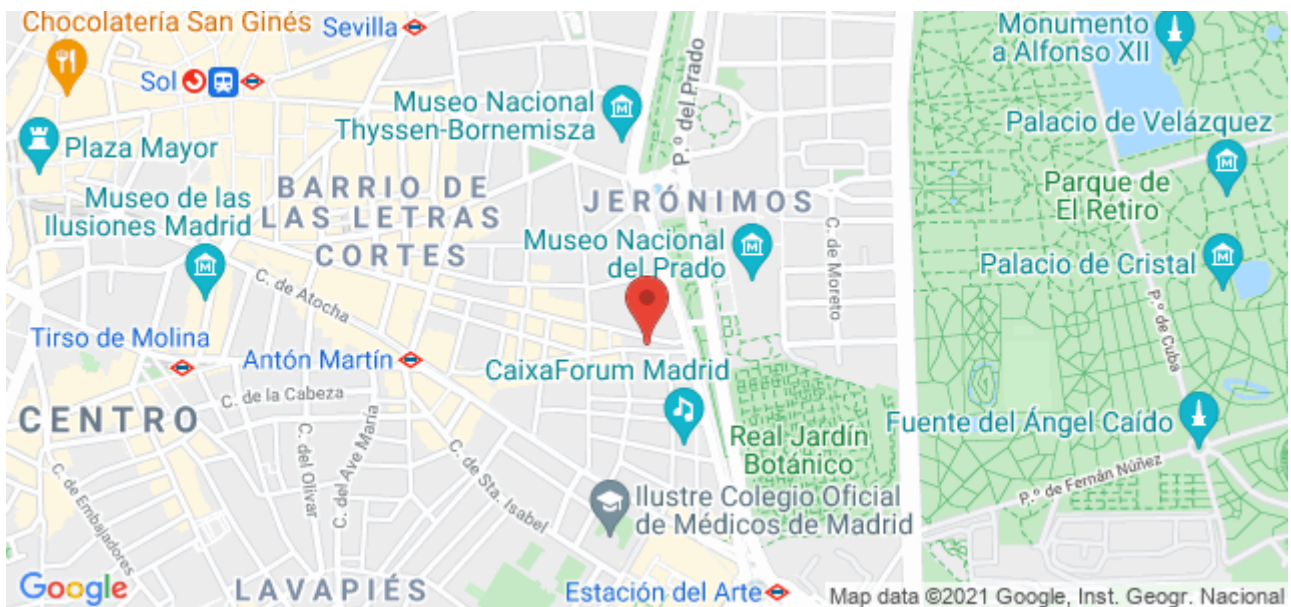 Chocolatería San Ginés
Sevilla
Monumento
a Alfonso XII
Sol
Museo Nacional
Thyssen-Bornemisza
P.º del Prado
Plaza Mayor
Palacio de Velázquez
BARRIO DE
LAS LETRAS
CORTES
Museo de las
Ilusiones Madrid
JERÓNIMOS
Parque de
El Retiro
Museo Nacional
del Prado
C. de Moreto
Palacio de Cristal
C. de Atocha
P.º de Cuba
Tirso de Molina
Antón Martín
CaixaForum Madrid
C. de la Cabeza
CENTRO
C. del Olivar
C. del Ave María
Fuente del Ángel Caído
Real Jardín
Botánico
C. de Sta. Isabel
P.º de Fernán Núñez
C. de Embajadores
Ilustre Colegio Oficial
de Médicos de Madrid
Google
LAVAPIÉS
Estación del Arte
Map data ©2021 Google, Inst. Geogr. Nacional